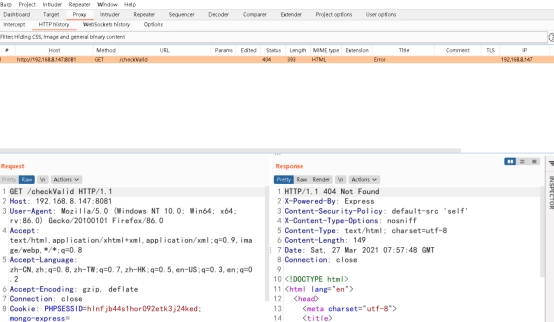 Burp Project Intruder Repeater Window Help
Dashboard Target Proxy Intruder Repeater Sequencer Decoder Comparer Extender Project options User options
Intercept HTTP history WebSockets history Options
Filter: Hiding CSS, image and general binary content
# Host Method URL Params Edited Status Length MIME type Extension Title Comment TLS IP
http://192.168.8.147:8081 GET /checkValid 404 393 HTML Error 192.168.8.147
Request
Pretty Raw \n Actions
1 GET /checkValid HTTP/1.1
2 Host: 192.168.8.147:8081
3 User-Agent: Mozilla/5.0 (Windows NT 10.0; Win64; x64;
rv:86.0) Gecko/20100101 Firefox/86.0
4 Accept:
text/html,application/xhtml+xml,application/xml;q=0.9,ima
ge/webp,*/*;q=0.8
5 Accept-Language:
zh-CN,zh;q=0.8,zh-TW;q=0.7,zh-HK;q=0.5,en-US;q=0.3,en;q=0
.2
6 Accept-Encoding: gzip, deflate
7 Connection: close
8 Cookie: PHPSESSID=hlnfjb44s1hor092etk3j24ked;
mongo-express=
Response
Pretty Raw Render \n Actions
1 HTTP/1.1 404 Not Found
2 X-Powered-By: Express
3 Content-Security-Policy: default-src 'self'
4 X-Content-Type-Options: nosniff
5 Content-Type: text/html; charset=utf-8
6 Content-Length: 149
7 Date: Sat, 27 Mar 2021 07:57:48 GMT
8 Connection: close
9
10 <!DOCTYPE html>
11 <html lang="en">
12 <head>
13 <meta charset="utf-8">
14 <title>
INSPECTOR